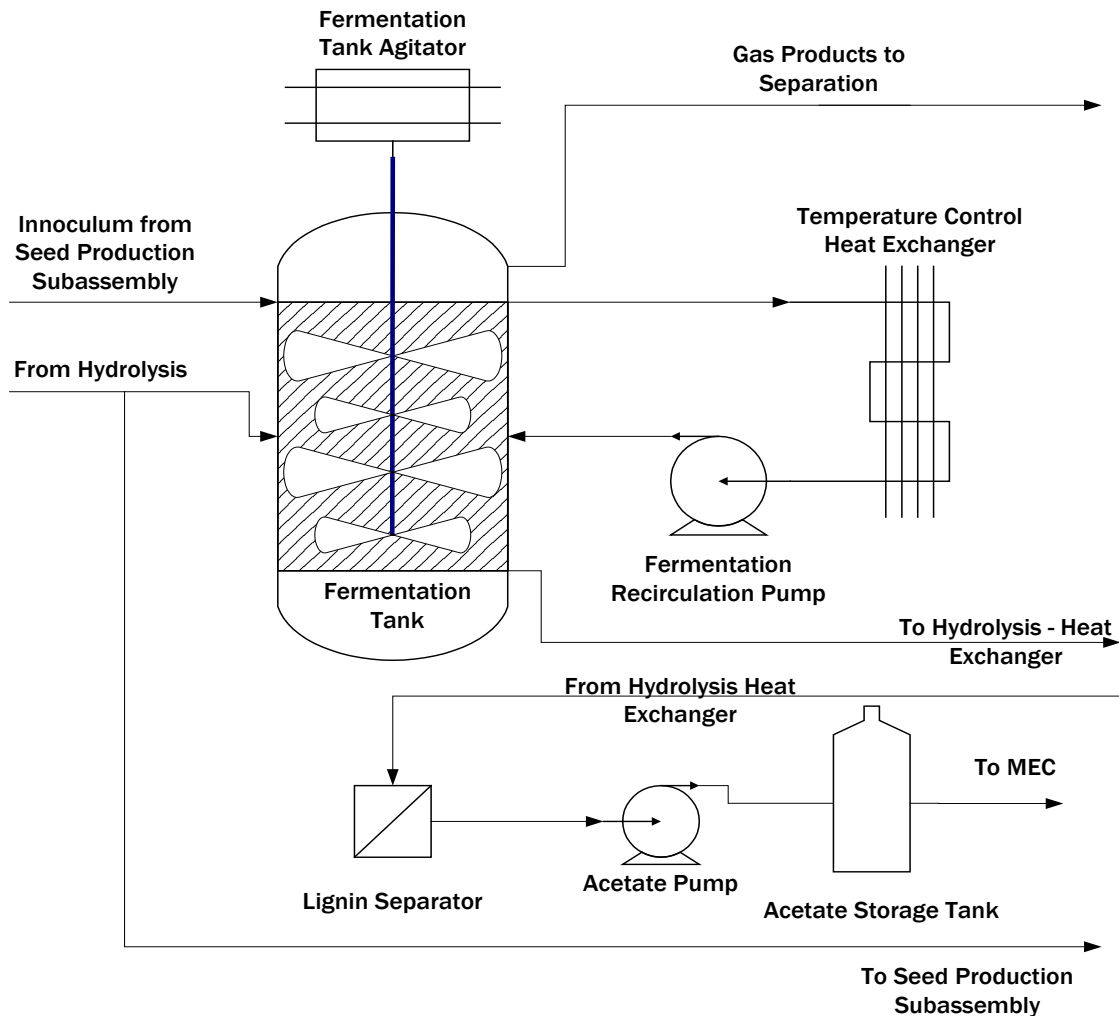 Fermentation
Tank Agitator
Gas Products to
Separation
Innoculum from
Seed Production
Subassembly
Temperature Control
Heat Exchanger
From Hydrolysis
Fermentation
Recirculation Pump
Fermentation
Tank
To Hydrolysis - Heat
Exchanger
From Hydrolysis Heat
Exchanger
To MEC
Lignin Separator
Acetate Pump
Acetate Storage Tank
To Seed Production
Subassembly